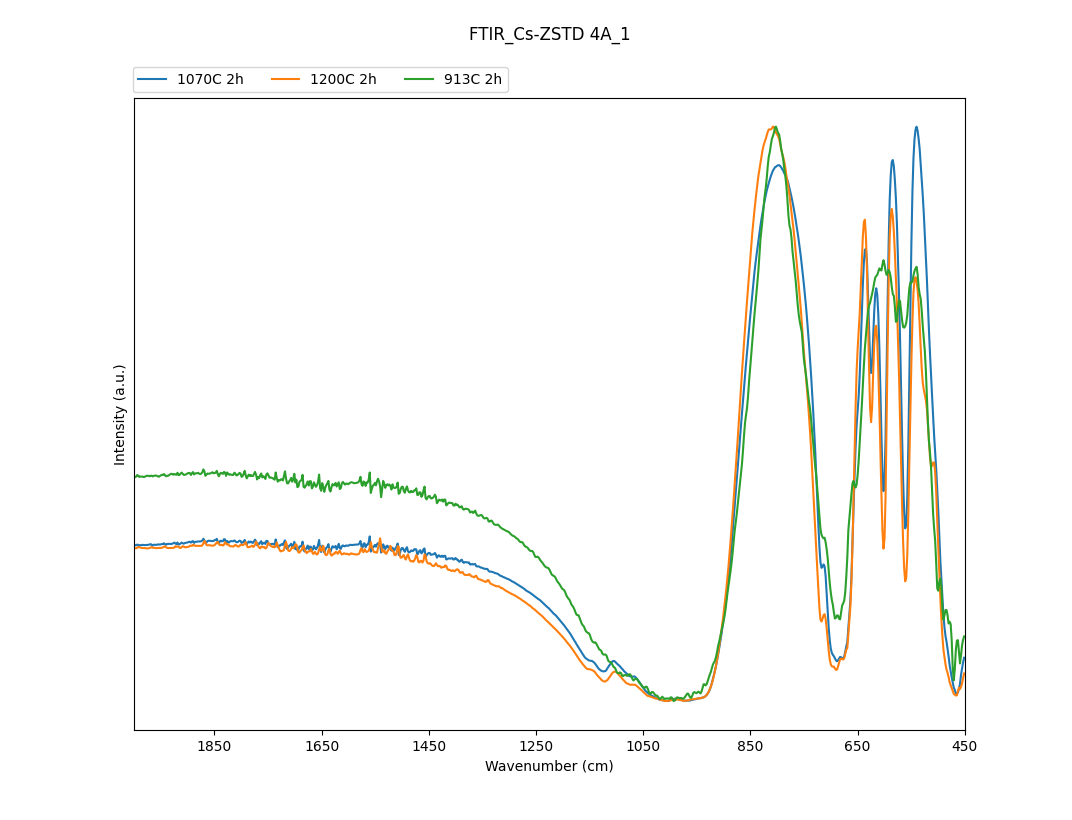 FTIR_Cs-ZSTD 4A_1
1070C 2h 1200C 2h 913C 2h
Intensity (a.u.)
1850 1650 1450 1250 1050 850 650 450
Wavenumber (cm)